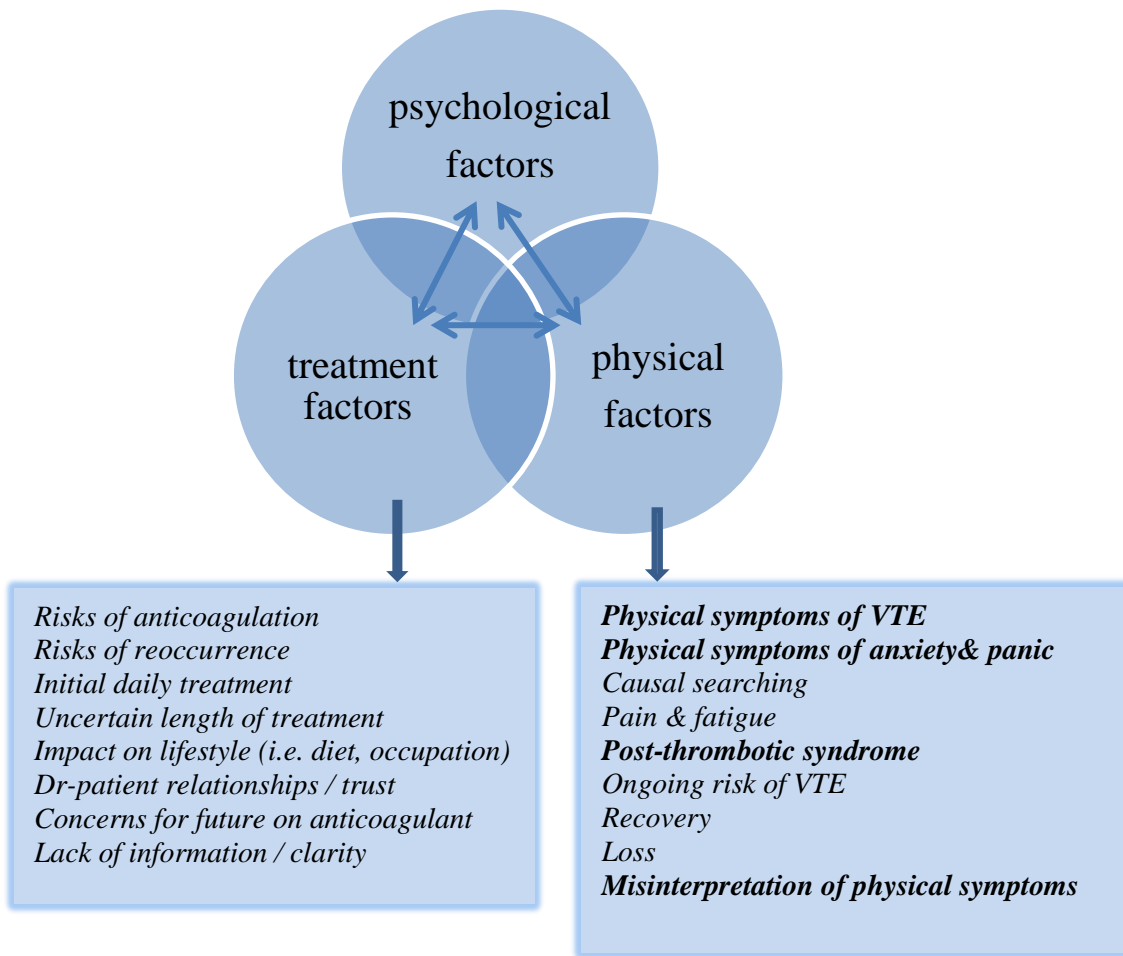 psychological
factors
treatment
factors
physical
factors
Risks of anticoagulation
Risks of reoccurrence
Initial daily treatment
Uncertain length of treatment
Impact on lifestyle (i.e. diet, occupation)
Dr-patient relationships / trust
Concerns for future on anticoagulant
Lack of information / clarity
Physical symptoms of VTE
Physical symptoms of anxiety& panic
Causal searching
Pain & fatigue
Post-thrombotic syndrome
Ongoing risk of VTE
Recovery
Loss
Misinterpretation of physical symptoms